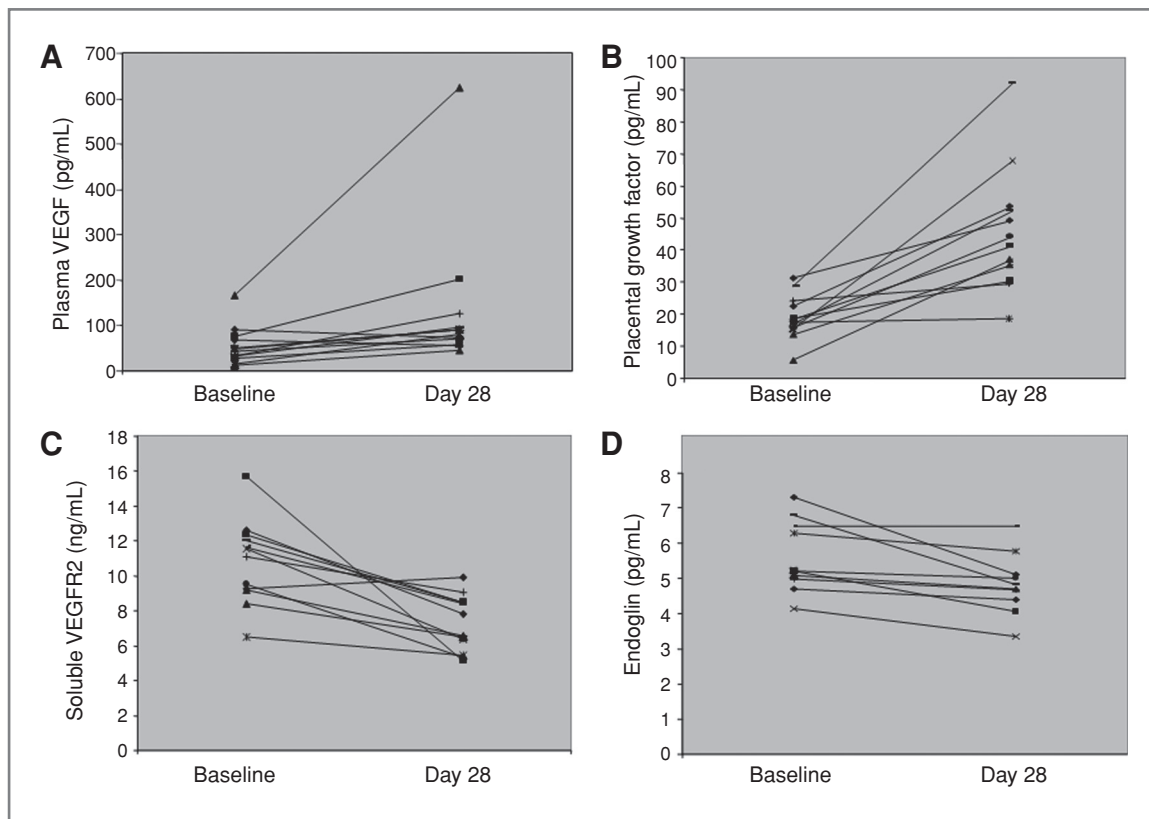 A
Plasma VEGF (pg/mL)
700
600
500
400
300
200
100
0
Baseline
Day 28
B
Placental growth factor (pg/mL)
100
90
80
70
60
50
40
30
20
10
0
Baseline
Day 28
C
Soluble VEGFR2 (ng/mL)
18
16
14
12
10
8
6
4
2
0
Baseline
Day 28
D
Endoglin (pg/mL)
8
7
6
5
4
3
2
1
0
Baseline
Day 28